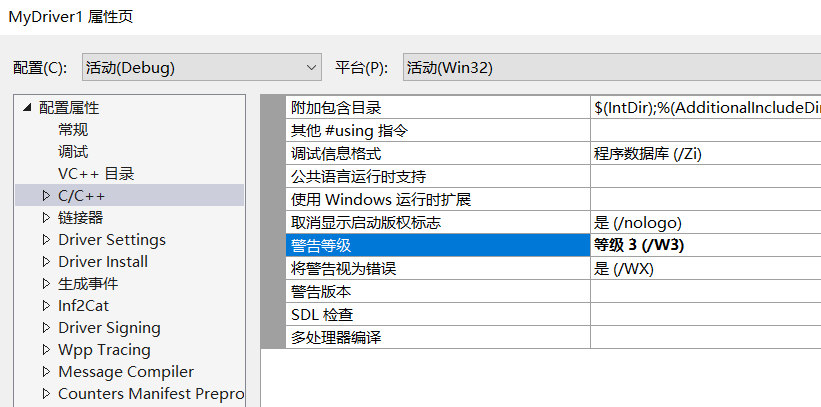 MyDriver1 属性页
配置(C): 活动(Debug) 平台(P): 活动(Win32)
配置属性
常规
调试
VC++ 目录
C/C++
链接器
Driver Settings
Driver Install
生成事件
Inf2Cat
Driver Signing
Wpp Tracing
Message Compiler
Counters Manifest Prepro
附加包含目录 $(IntDir);%(AdditionalIncludeDir
其他 #using 指令
调试信息格式 程序数据库 (/Zi)
公共语言运行时支持
使用 Windows 运行时扩展
取消显示启动版权标志 是 (/nologo)
警告等级 等级 3 (/W3)
将警告视为错误 是 (/WX)
警告版本
SDL 检查
多处理器编译